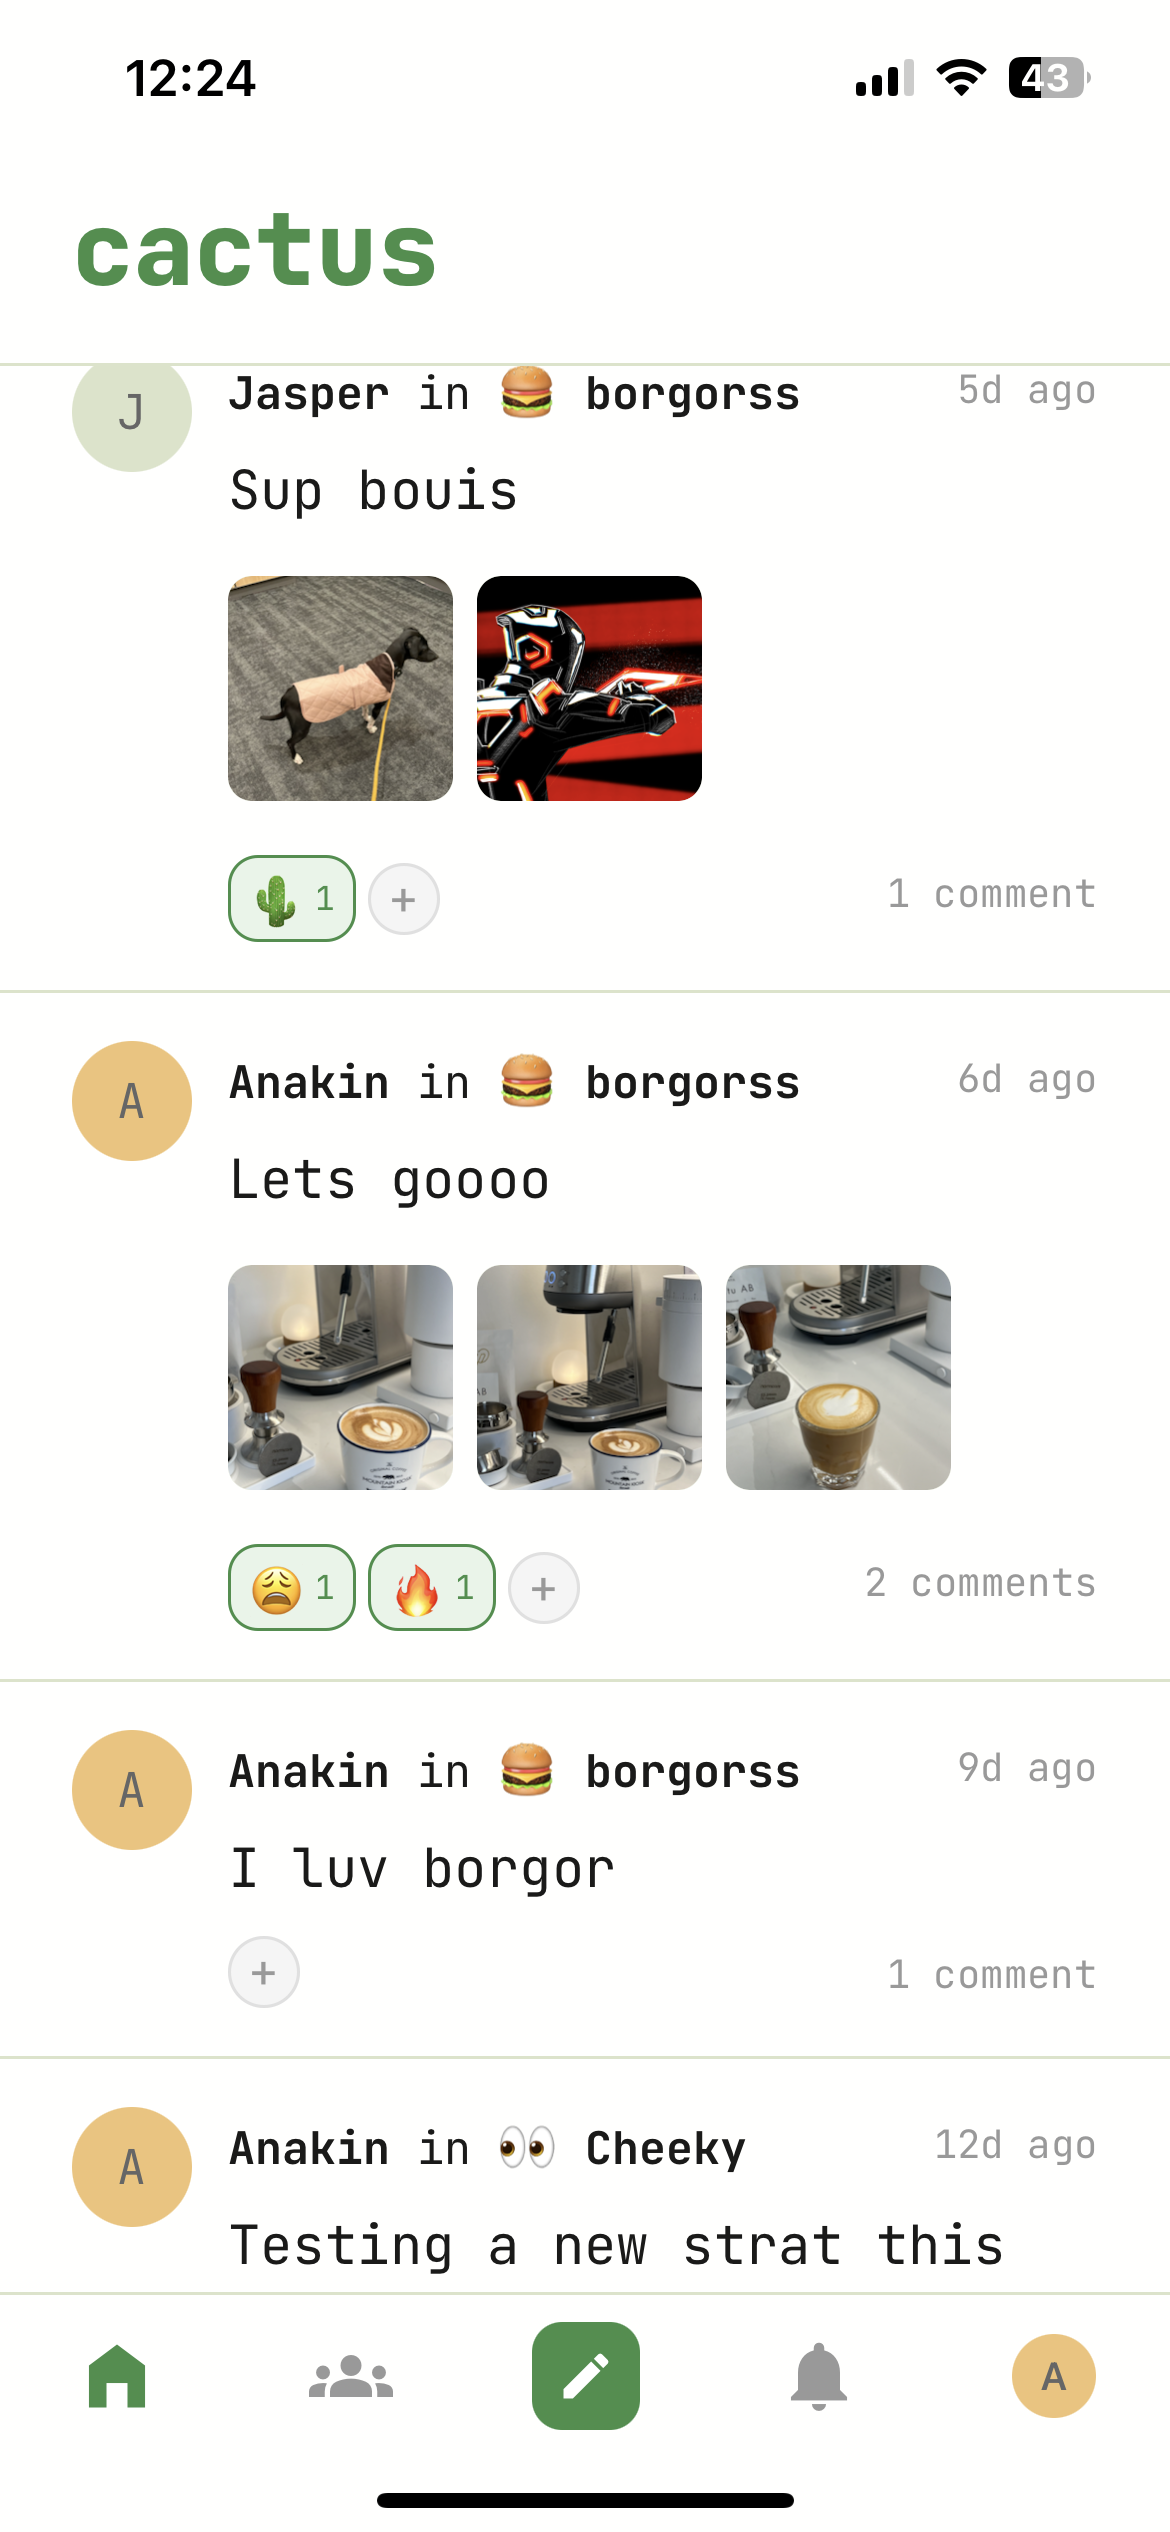 12:24
43
cactus
J
Jasper in 🍔 borgorss
5d ago
Sup bouis
🌵 1
+
1 comment
A
Anakin in 🍔 borgorss
6d ago
Lets goooo
😩 1
🔥 1
+
2 comments
A
Anakin in 🍔 borgorss
9d ago
I luv borgor
+
1 comment
A
Anakin in 👀 Cheeky
12d ago
Testing a new strat this
A